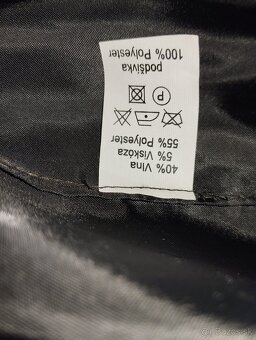 40% Vlna
5% Viskóza
55% Polyester
P
podšívka
100% Polyester